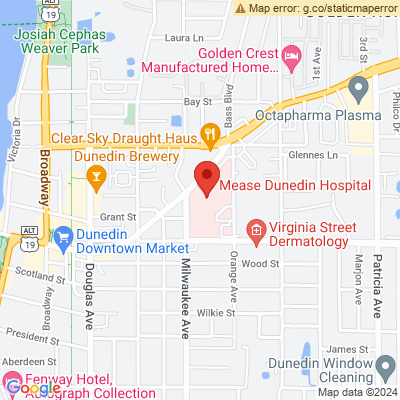 Map error: g.co/staticmaperror
Josiah Cephas
Weaver Park
Laura Ln
Golden Crest
Manufactured Home...
1st Ave
3rd St
Bay St
Bass Blvd
Octapharma Plasma
Philco Dr
ALT
19
Victoria Dr
Broadway
Clear Sky Draught Haus
Dunedin Brewery
Glennes Ln
Mease Dunedin Hospital
Grant St
ALT
19
Dunedin
Downtown Market
Virginia Street
Dermatology
Scotland St
Wood St
Orange Ave
Marjon Ave
Patricia Ave
Broadway
Douglas Ave
Milwaukee Ave
Wilkie St
President St
James St
Aberdeen St
Dunedin Window
Cleaning
Fenway Hotel,
Autograph Collection
Google
Map data ©2024